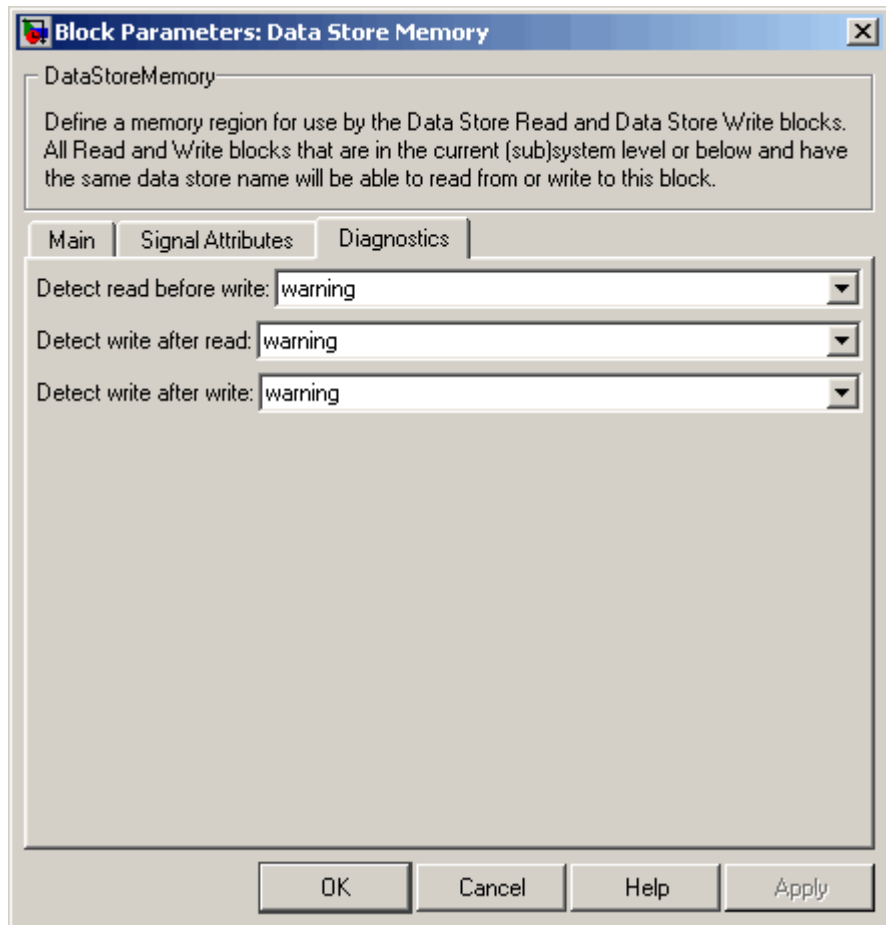 Block Parameters: Data Store Memory
DataStoreMemory
Define a memory region for use by the Data Store Read and Data Store Write blocks.
All Read and Write blocks that are in the current (sub)system level or below and have
the same data store name will be able to read from or write to this block.
Main Signal Attributes Diagnostics
Detect read before write: warning
Detect write after read: warning
Detect write after write: warning
OK Cancel Help Apply